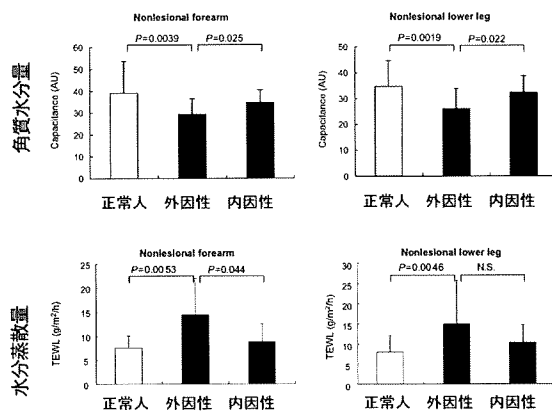 Nonlesional forearm
P=0.0039 P=0.025
角質水分量
Capacitance (AU)
60
50
40
30
20
10
0
正常人 外因性 内因性
Nonlesional lower leg
P=0.0019 P=0.022
Capacitance (AU)
50
40
30
20
10
0
正常人 外因性 内因性
Nonlesional forearm
P=0.0053 P=0.044
水分蒸散量
TEWL (g/m²/h)
25
20
15
10
5
0
正常人 外因性 内因性
Nonlesional lower leg
P=0.0046 N.S.
TEWL (g/m²/h)
30
25
20
15
10
5
0
正常人 外因性 内因性